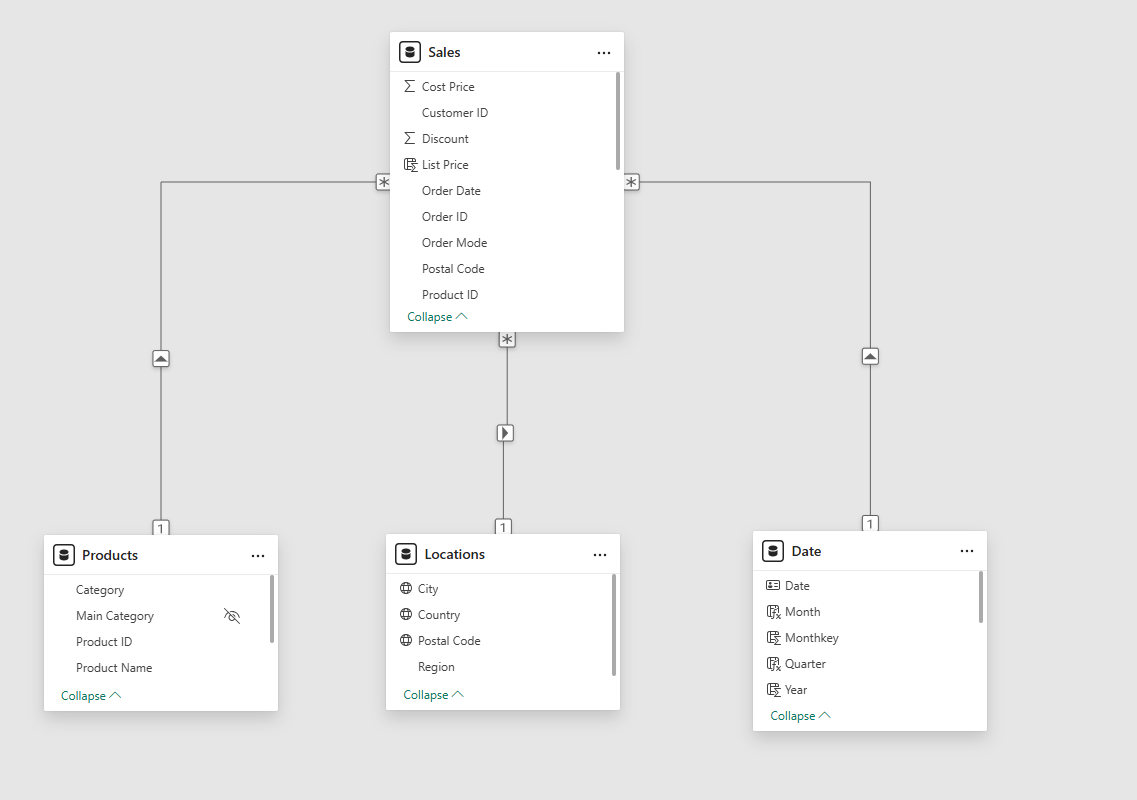 Sales
Cost Price
Customer ID
Discount
List Price
Order Date
Order ID
Order Mode
Postal Code
Product ID
Collapse
*
*
*
1
1
1
Products
Category
Main Category
Product ID
Product Name
Collapse
Locations
City
Country
Postal Code
Region
Collapse
Date
Date
Month
Monthkey
Quarter
Year
Collapse